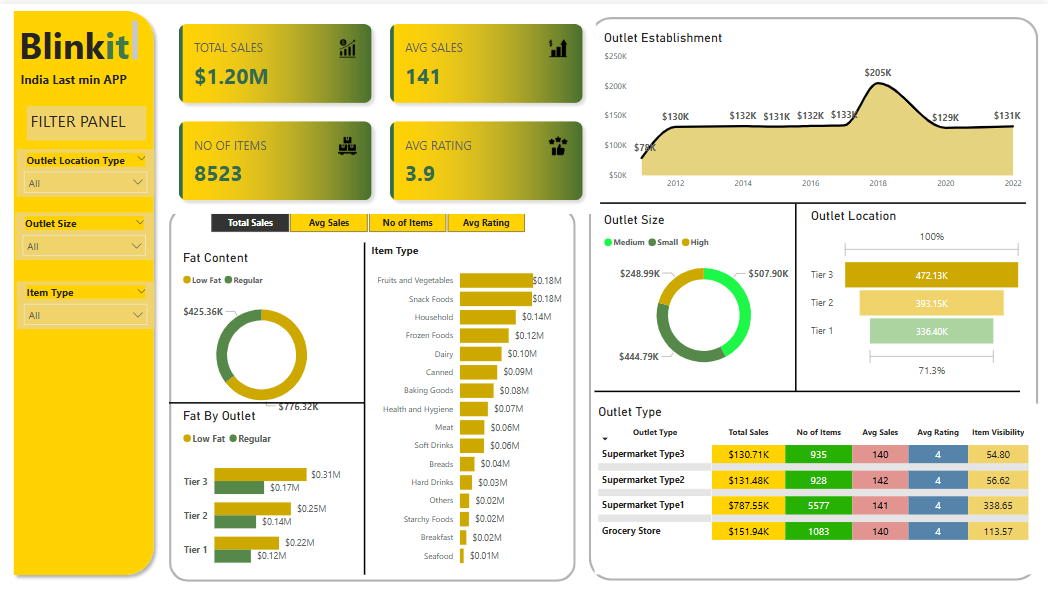 Blinkit
India Last min APP
FILTER PANEL
Outlet Location Type
All
Outlet Size
All
Item Type
All
TOTAL SALES
$1.20M
AVG SALES
141
NO OF ITEMS
8523
AVG RATING
3.9
Total Sales Avg Sales No of Items Avg Rating
Fat Content
Low Fat Regular
$425.36K
$776.32K
Fat By Outlet
Low Fat Regular
Tier 3 $0.31M
$0.17M
Tier 2 $0.25M
$0.14M
Tier 1 $0.22M
$0.12M
Item Type
Fruits and Vegetables $0.18M
Snack Foods $0.18M
Household $0.14M
Frozen Foods $0.12M
Dairy $0.10M
Canned $0.09M
Baking Goods $0.08M
Health and Hygiene $0.07M
Meat $0.06M
Soft Drinks $0.06M
Breads $0.04M
Hard Drinks $0.03M
Others $0.02M
Starchy Foods $0.02M
Breakfast $0.02M
Seafood $0.01M
Outlet Establishment
$250K
$200K
$150K
$100K
$50K
$78K $130K $132K $131K $132K $133K $205K $129K $131K
2012 2014 2016 2018 2020 2022
Outlet Size
Medium Small High
$248.99K $507.90K
$444.79K
Outlet Location
100%
Tier 3 472.13K
Tier 2 393.15K
Tier 1 336.40K
71.3%
Outlet Type
Outlet Type Total Sales No of Items Avg Sales Avg Rating Item Visibility
Supermarket Type3 $130.71K 935 140 4 54.80
Supermarket Type2 $131.48K 928 142 4 56.62
Supermarket Type1 $787.55K 5577 141 4 338.65
Grocery Store $151.94K 1083 140 4 113.57